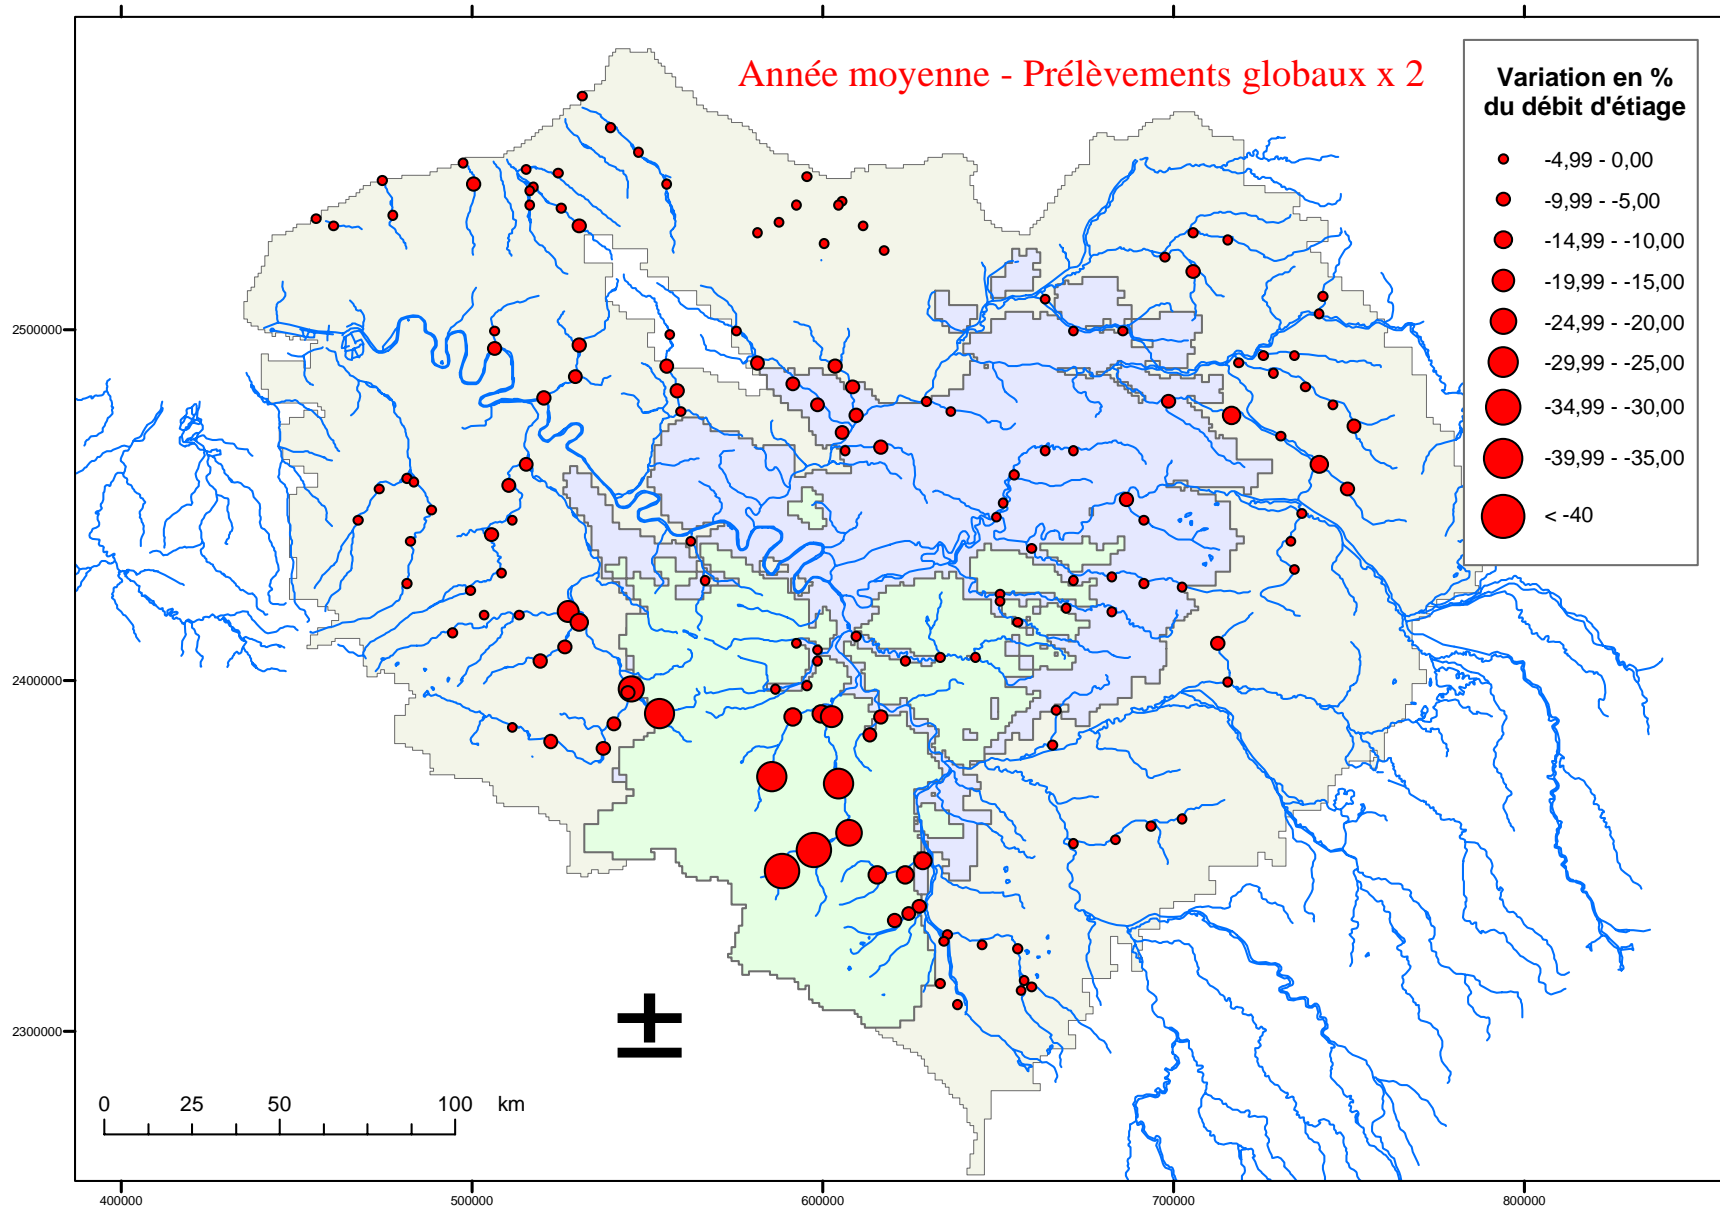 Année moyenne - Prélèvements globaux x 2
Variation en %
du débit d'étiage
-4,99 - 0,00
-9,99 - -5,00
-14,99 - -10,00
-19,99 - -15,00
-24,99 - -20,00
-29,99 - -25,00
-34,99 - -30,00
-39,99 - -35,00
< -40
2500000
2400000
2300000
0 25 50 100 km
400000 500000 600000 700000 800000